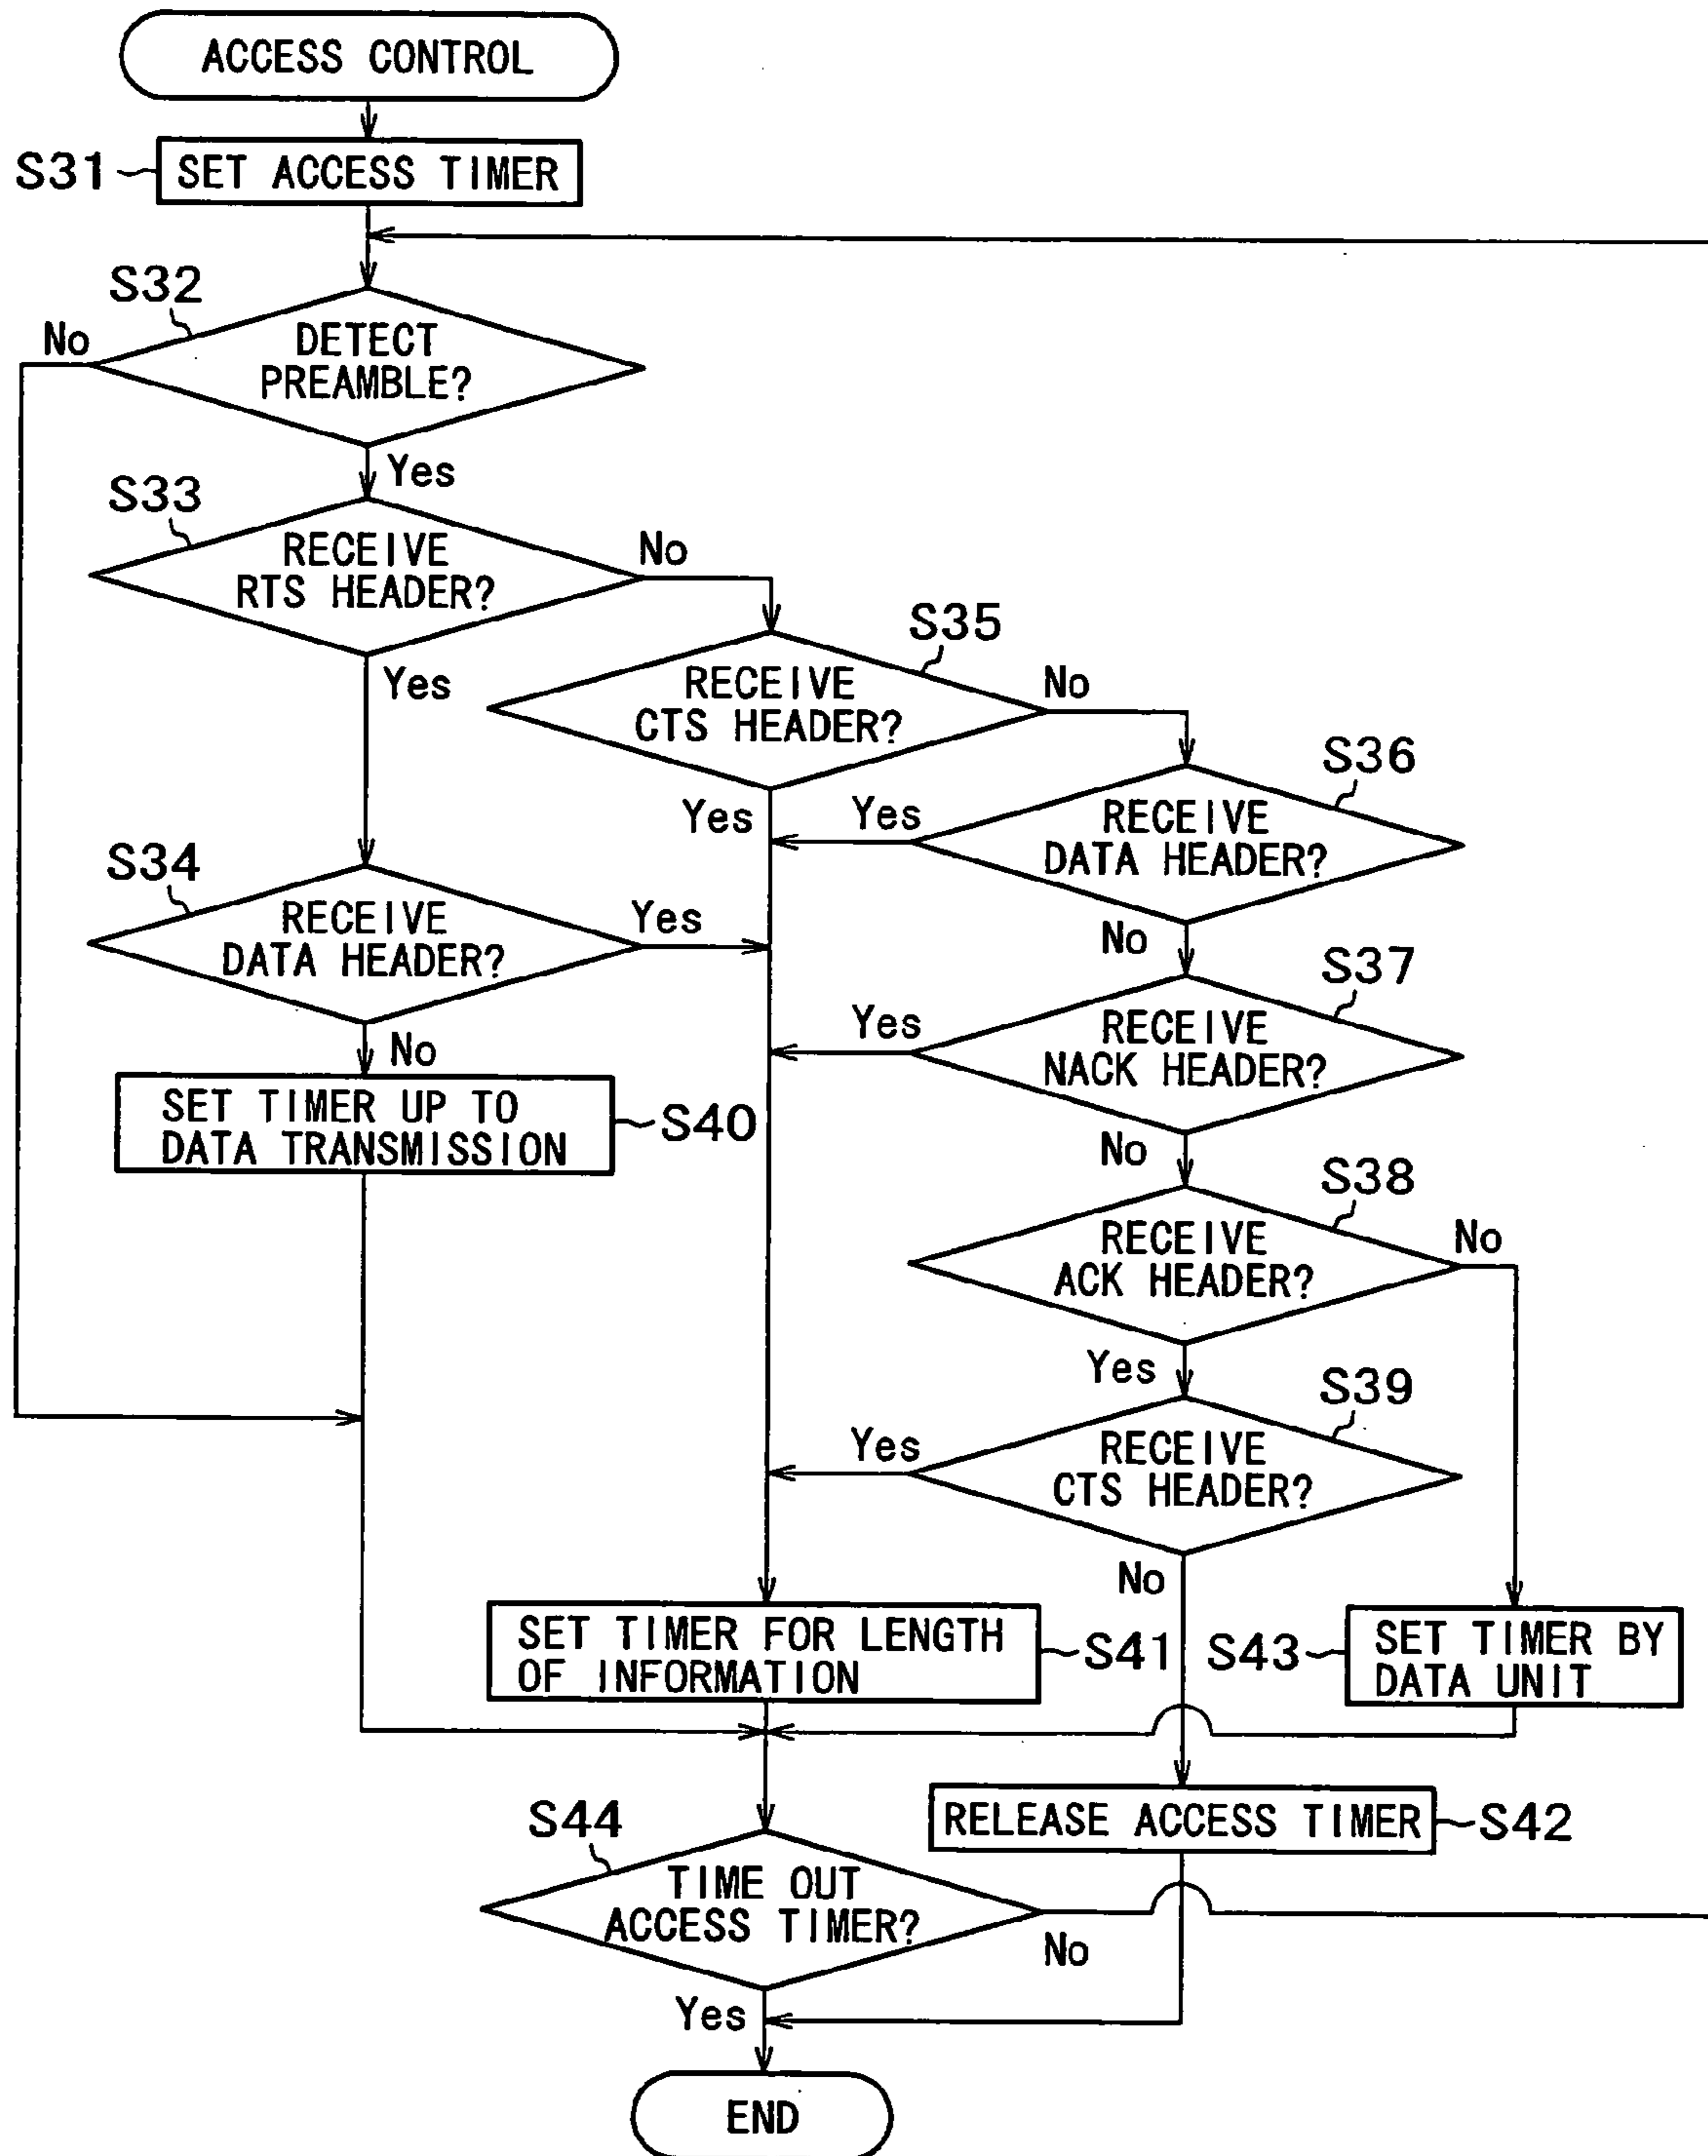 ACCESS CONTROL
S31
SET ACCESS TIMER
S32
No
DETECT
PREAMBLE?
Yes
S33
RECEIVE
RTS HEADER?
No
Yes
S35
RECEIVE
CTS HEADER?
No
Yes
S36
RECEIVE
DATA HEADER?
Yes
No
S34
RECEIVE
DATA HEADER?
Yes
No
S37
RECEIVE
NACK HEADER?
Yes
No
SET TIMER UP TO
DATA TRANSMISSION
S40
S38
RECEIVE
ACK HEADER?
No
Yes
S39
RECEIVE
CTS HEADER?
Yes
No
SET TIMER FOR LENGTH
OF INFORMATION
S41
S43
SET TIMER BY
DATA UNIT
RELEASE ACCESS TIMER
S42
S44
TIME OUT
ACCESS TIMER?
No
Yes
END